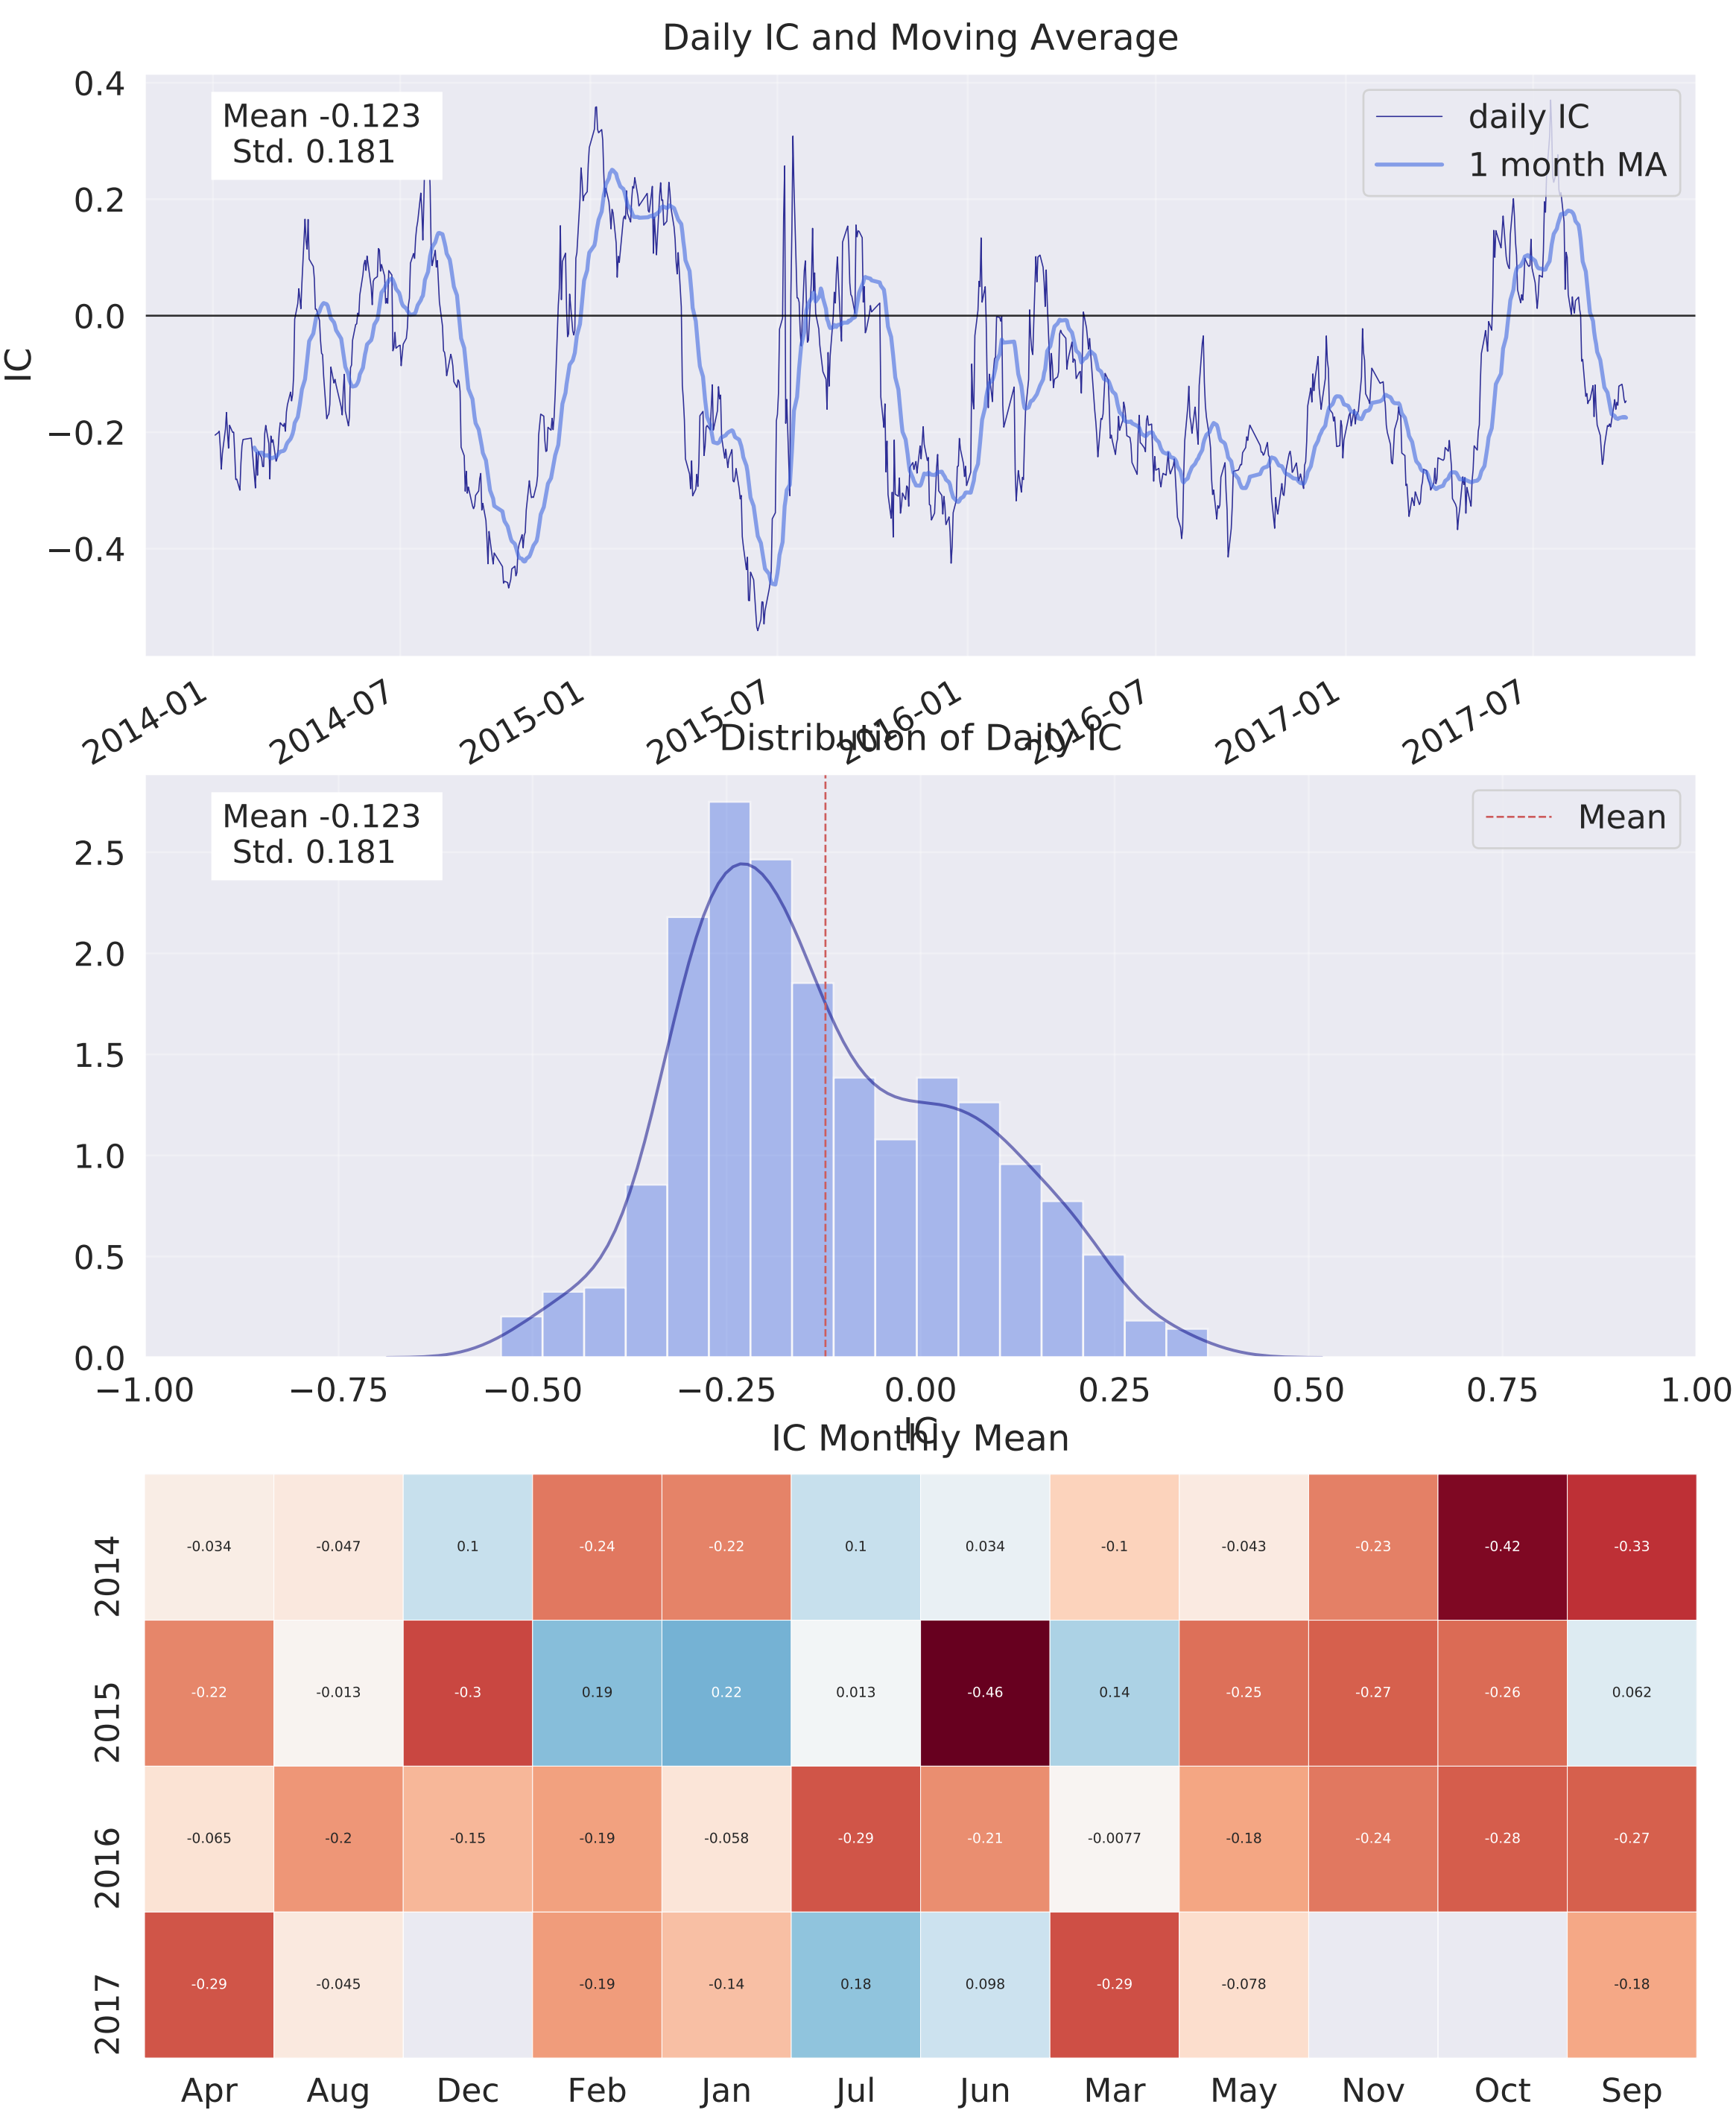 Daily IC and Moving Average
0.4
0.2
0.0
−0.2
−0.4
IC
Mean -0.123
Std. 0.181
daily IC
1 month MA
2014-01
2014-07
2015-01
2015-07
2016-01
2016-07
2017-01
2017-07
Distribution of Daily IC
2.5
2.0
1.5
1.0
0.5
0.0
Mean -0.123
Std. 0.181
Mean
−1.00 −0.75 −0.50 −0.25 0.00 0.25 0.50 0.75 1.00
IC
IC Monthly Mean
2014 -0.034 -0.047 0.1 -0.24 -0.22 0.1 0.034 -0.1 -0.043 -0.23 -0.42 -0.33
2015 -0.22 -0.013 -0.3 0.19 0.22 0.013 -0.46 0.14 -0.25 -0.27 -0.26 0.062
2016 -0.065 -0.2 -0.15 -0.19 -0.058 -0.29 -0.21 -0.0077 -0.18 -0.24 -0.28 -0.27
2017 -0.29 -0.045 -0.19 -0.14 0.18 0.098 -0.29 -0.078 -0.18
Apr Aug Dec Feb Jan Jul Jun Mar May Nov Oct Sep